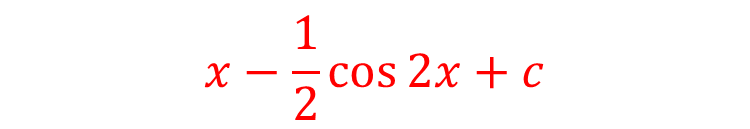 x − 1/2 cos 2x + c